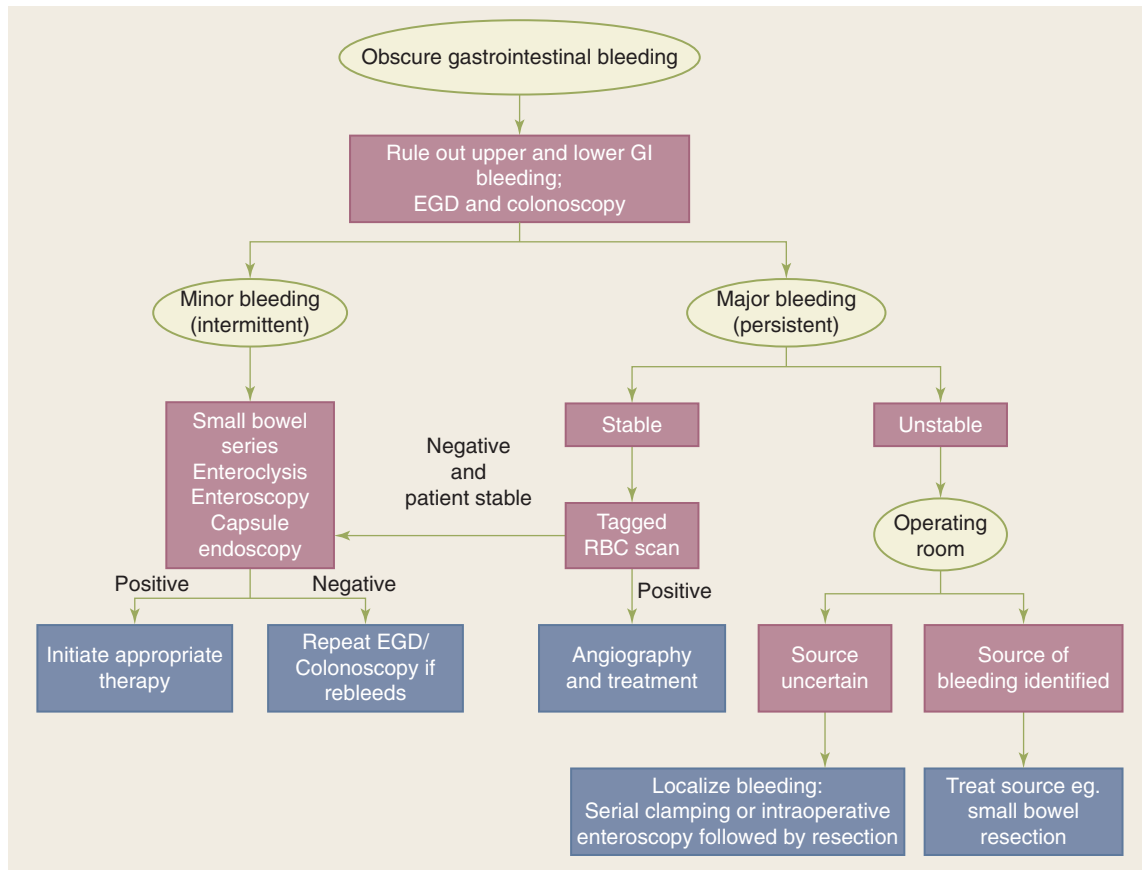 Obscure gastrointestinal bleeding
Rule out upper and lower GI
bleeding;
EGD and colonoscopy
Minor bleeding
(intermittent)
Major bleeding
(persistent)
Small bowel
series
Enteroclysis
Enteroscopy
Capsule
endoscopy
Negative
and
patient stable
Stable
Unstable
Tagged
RBC scan
Operating
room
Positive
Negative
Positive
Initiate appropriate
therapy
Repeat EGD/
Colonoscopy if
rebleeds
Angiography
and treatment
Source
uncertain
Source of
bleeding identified
Localize bleeding:
Serial clamping or intraoperative
enteroscopy followed by resection
Treat source eg.
small bowel
resection